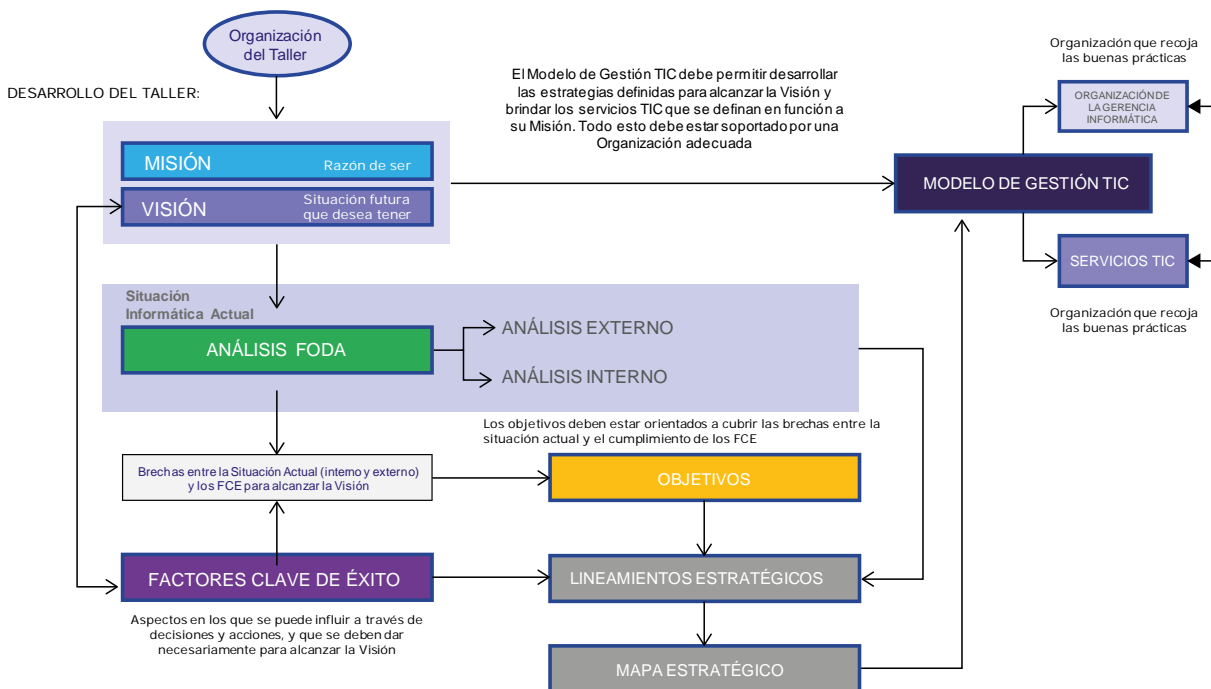 Organización
del Taller
DESARROLLO DEL TALLER:
El Modelo de Gestión TIC debe permitir desarrollar
las estrategias definidas para alcanzar la Visión y
brindar los servicios TIC que se definan en función a
su Misión. Todo esto debe estar soportado por una
Organización adecuada
Organización que recoja
las buenas prácticas
ORGANIZACIÓN DE
LA GERENCIA
INFORMÁTICA
MISIÓN
Razón de ser
VISIÓN
Situación futura
que desea tener
MODELO DE GESTIÓN TIC
SERVICIOS TIC
Organización que recoja
las buenas prácticas
Situación
Informática Actual
ANÁLISIS FODA
ANÁLISIS EXTERNO
ANÁLISIS INTERNO
Los objetivos deben estar orientados a cubrir las brechas entre la
situación actual y el cumplimiento de los FCE
Brechas entre la Situación Actual (interno y externo)
y los FCE para alcanzar la Visión
OBJETIVOS
FACTORES CLAVE DE ÉXITO
LINEAMIENTOS ESTRATÉGICOS
Aspectos en los que se puede influir a través de
decisiones y acciones, y que se deben dar
necesariamente para alcanzar la Visión
MAPA ESTRATÉGICO